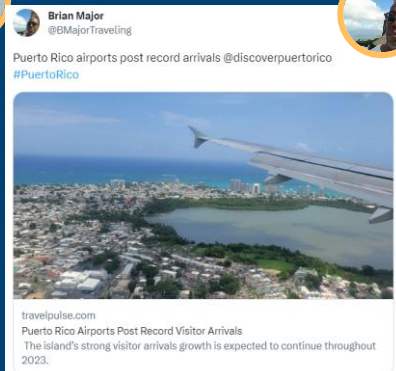 Brian Major
@BMajorTraveling
Puerto Rico airports post record arrivals @discoverpuertorico
#PuertoRico
travelpulse.com
Puerto Rico Airports Post Record Visitor Arrivals
The island's strong visitor arrivals growth is expected to continue throughout
2023.